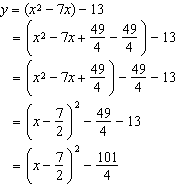 y = (x² − 7x) − 13
= (x² − 7x + 49/4 − 49/4) − 13
= (x² − 7x + 49/4) − 49/4 − 13
= (x − 7/2)² − 49/4 − 13
= (x − 7/2)² − 101/4